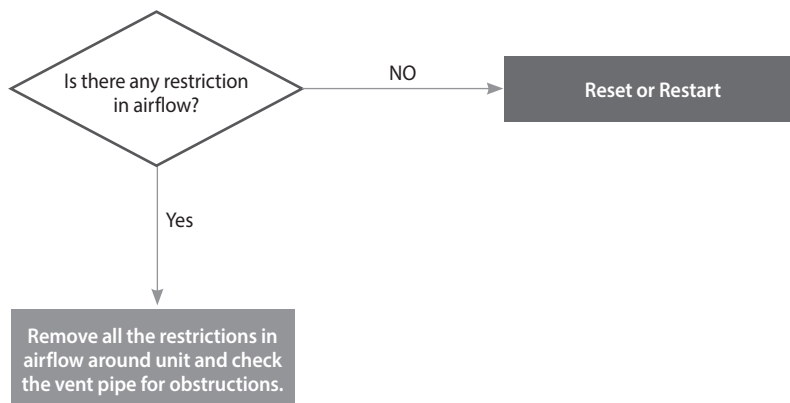 Is there any restriction
in airflow?
NO
Reset or Restart
Yes
Remove all the restrictions in
airflow around unit and check
the vent pipe for obstructions.